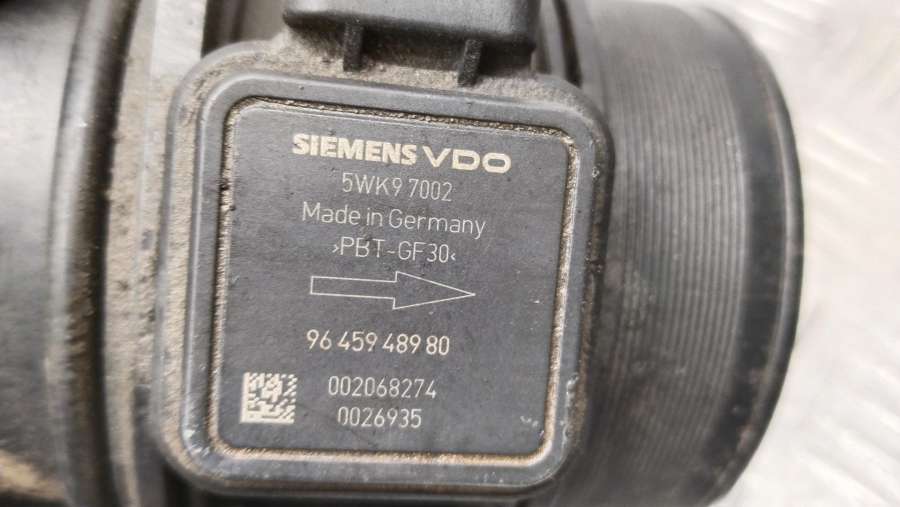 SIEMENS VDO
5WK9 7002
Made in Germany
>PBT-GF30<
96 459 489 80
002068274
0026935